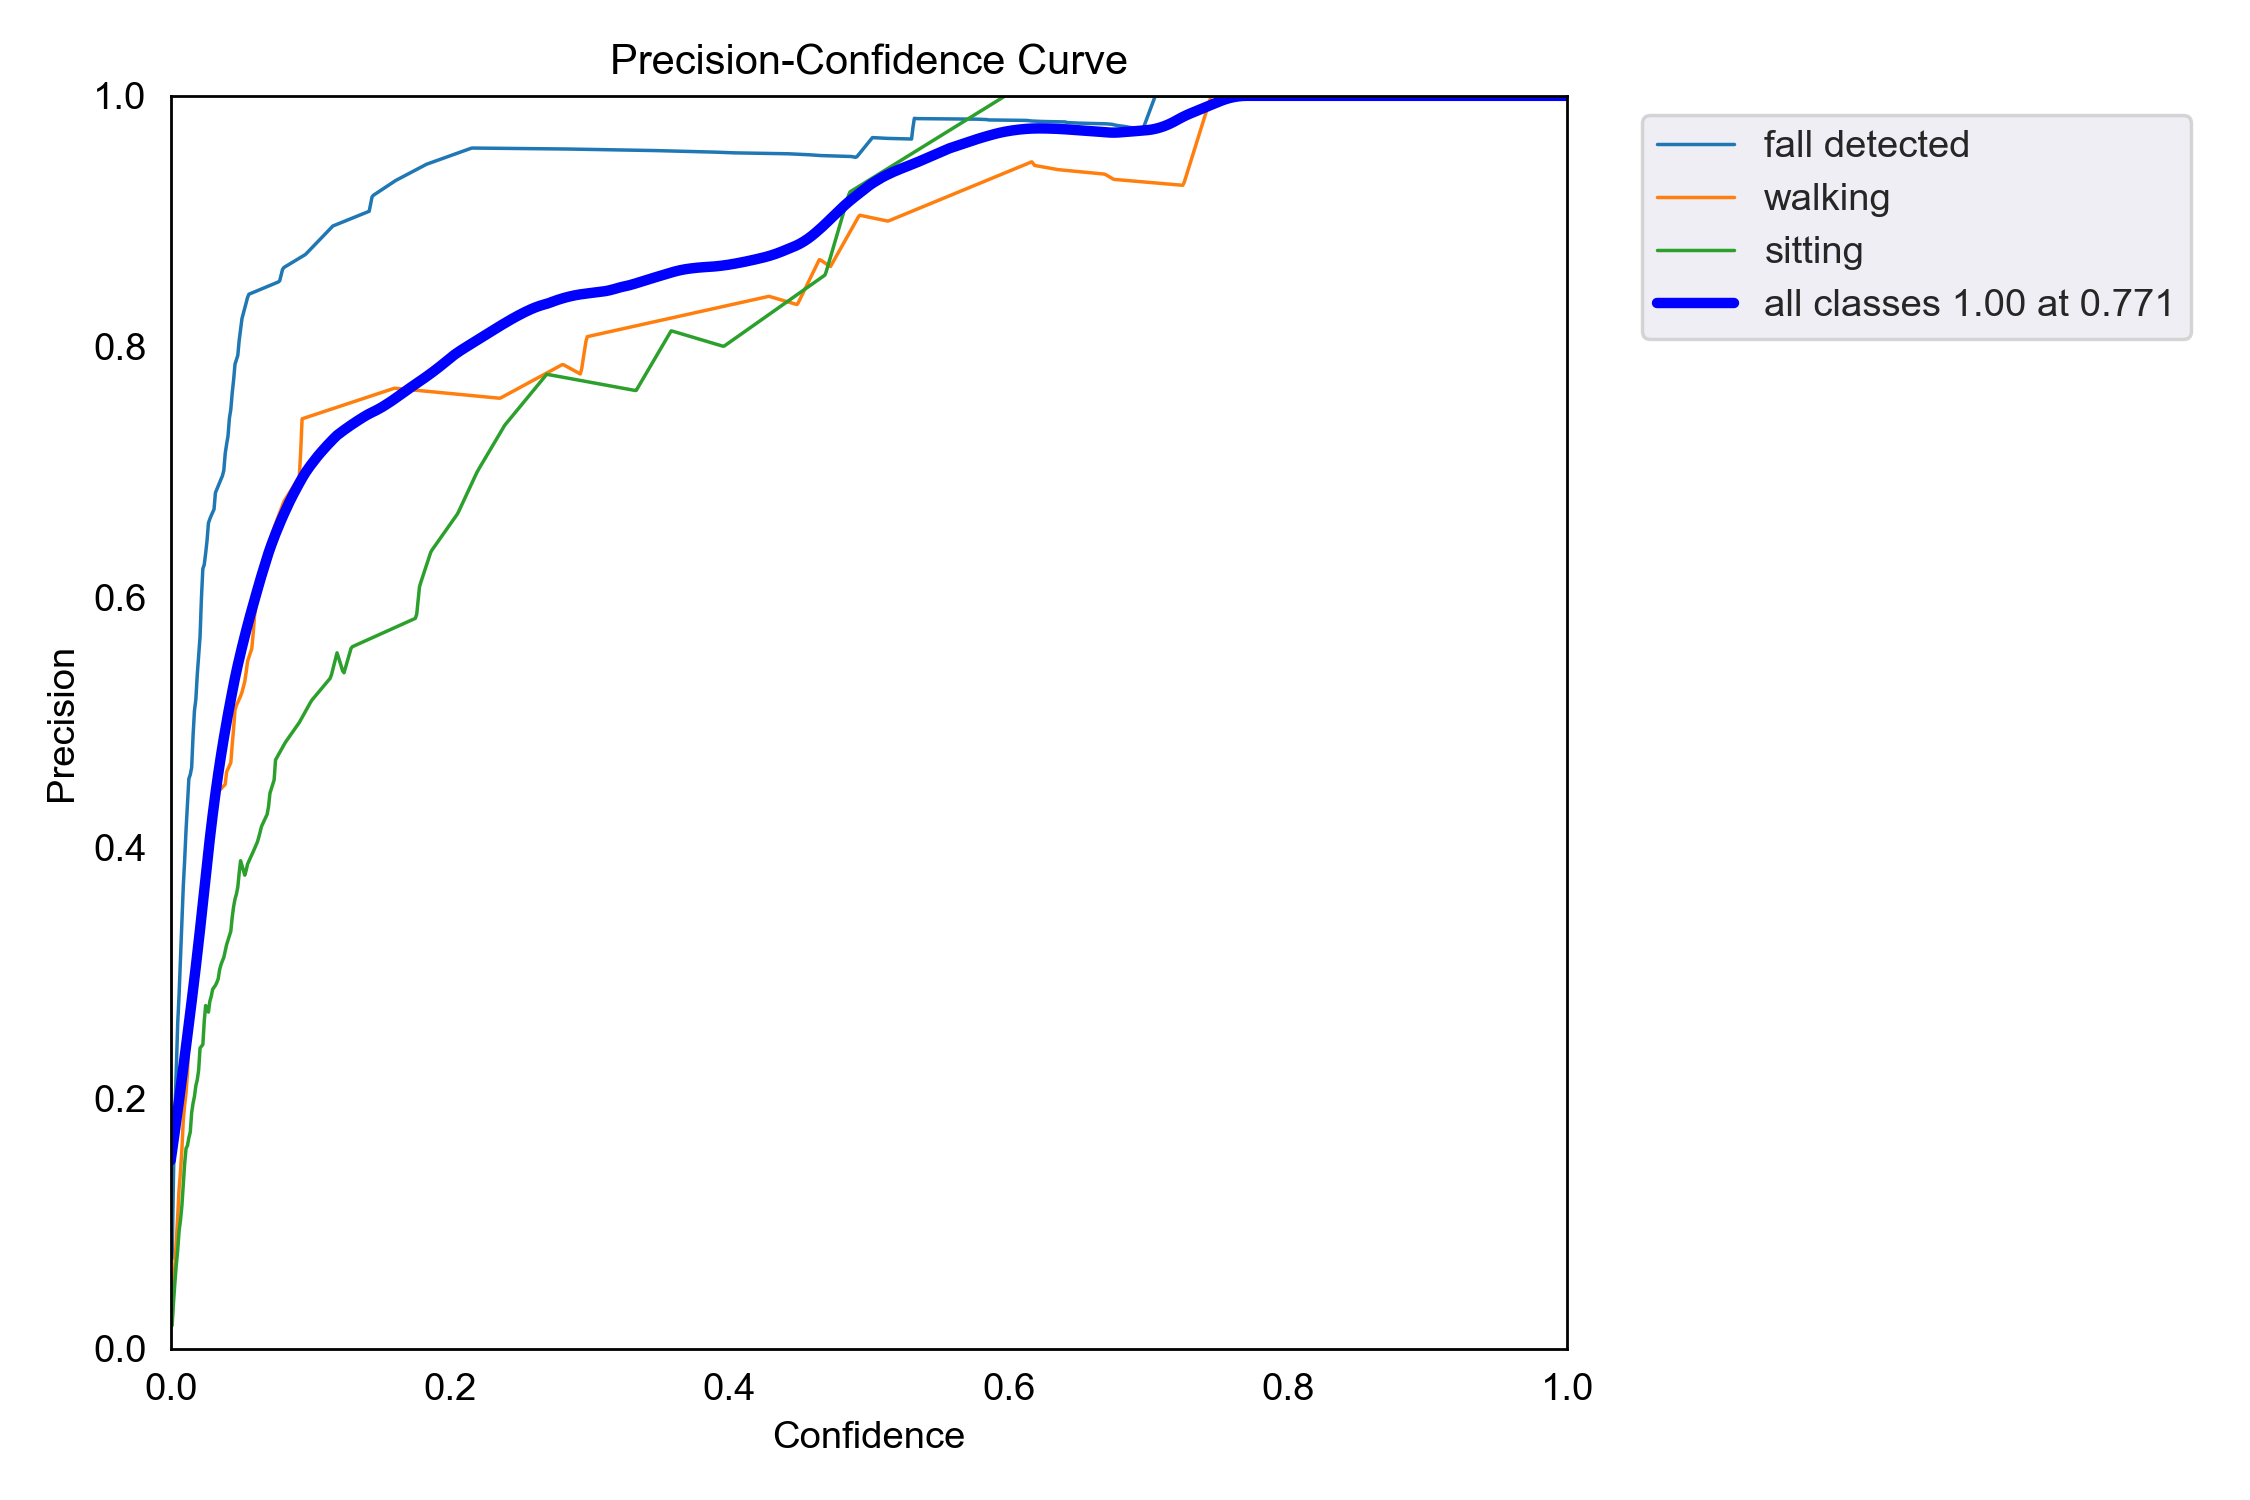 Precision-Confidence Curve
1.0
0.8
0.6
0.4
0.2
0.0
Precision
0.0 0.2 0.4 0.6 0.8 1.0
Confidence
fall detected
walking
sitting
all classes 1.00 at 0.771